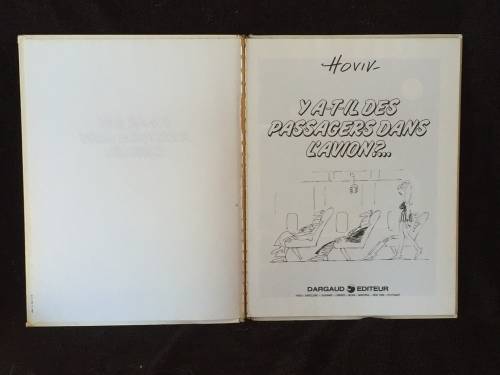 HOVIV
Y A-T-IL DES
PASSAGERS DANS
L'AVION?...
DARGAUD EDITEUR